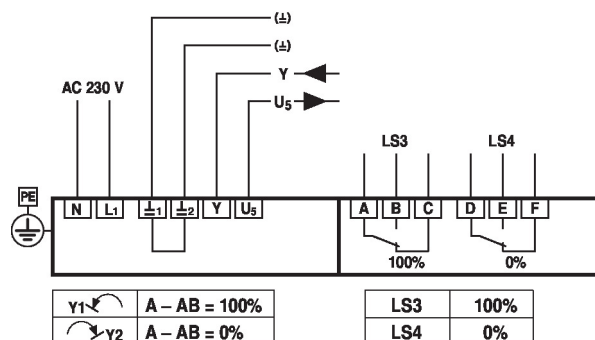 (⊥)
(⊥)
Y
U5
AC 230 V
LS3 LS4
PE
N L1 ⊥1 ⊥2 Y U5 A B C D E F
100% 0%
Y1 A – AB = 100%
Y2 A – AB = 0%
LS3 100%
LS4 0%